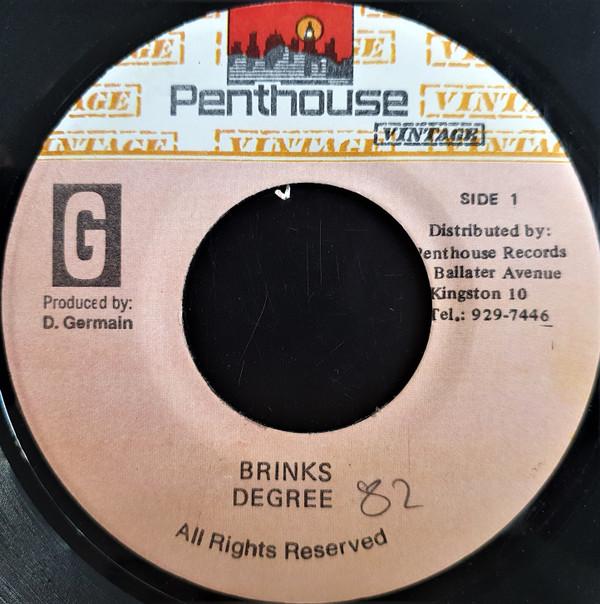 Penthouse
VINTAGE
G
SIDE 1
Distributed by:
Penthouse Records
Ballater Avenue
Kingston 10
Tel.: 929-7446
Produced by:
D. Germain
BRINKS
DEGREE 82
All Rights Reserved